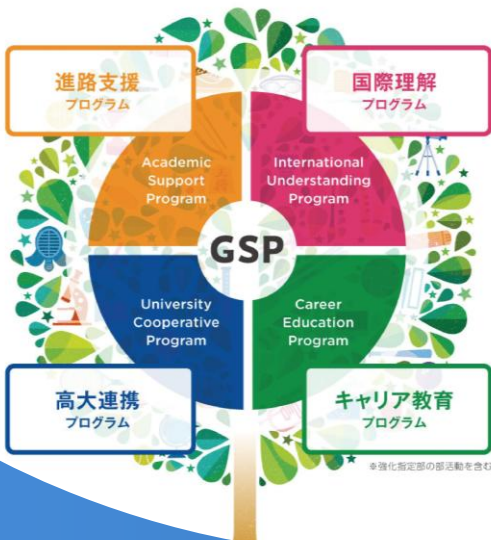 進路支援
プログラム
国際理解
プログラム
Academic
Support
Program
International
Understanding
Program
GSP
University
Cooperative
Program
Career
Education
Program
高大連携
プログラム
キャリア教育
プログラム
※強化指定部の部活動を含む